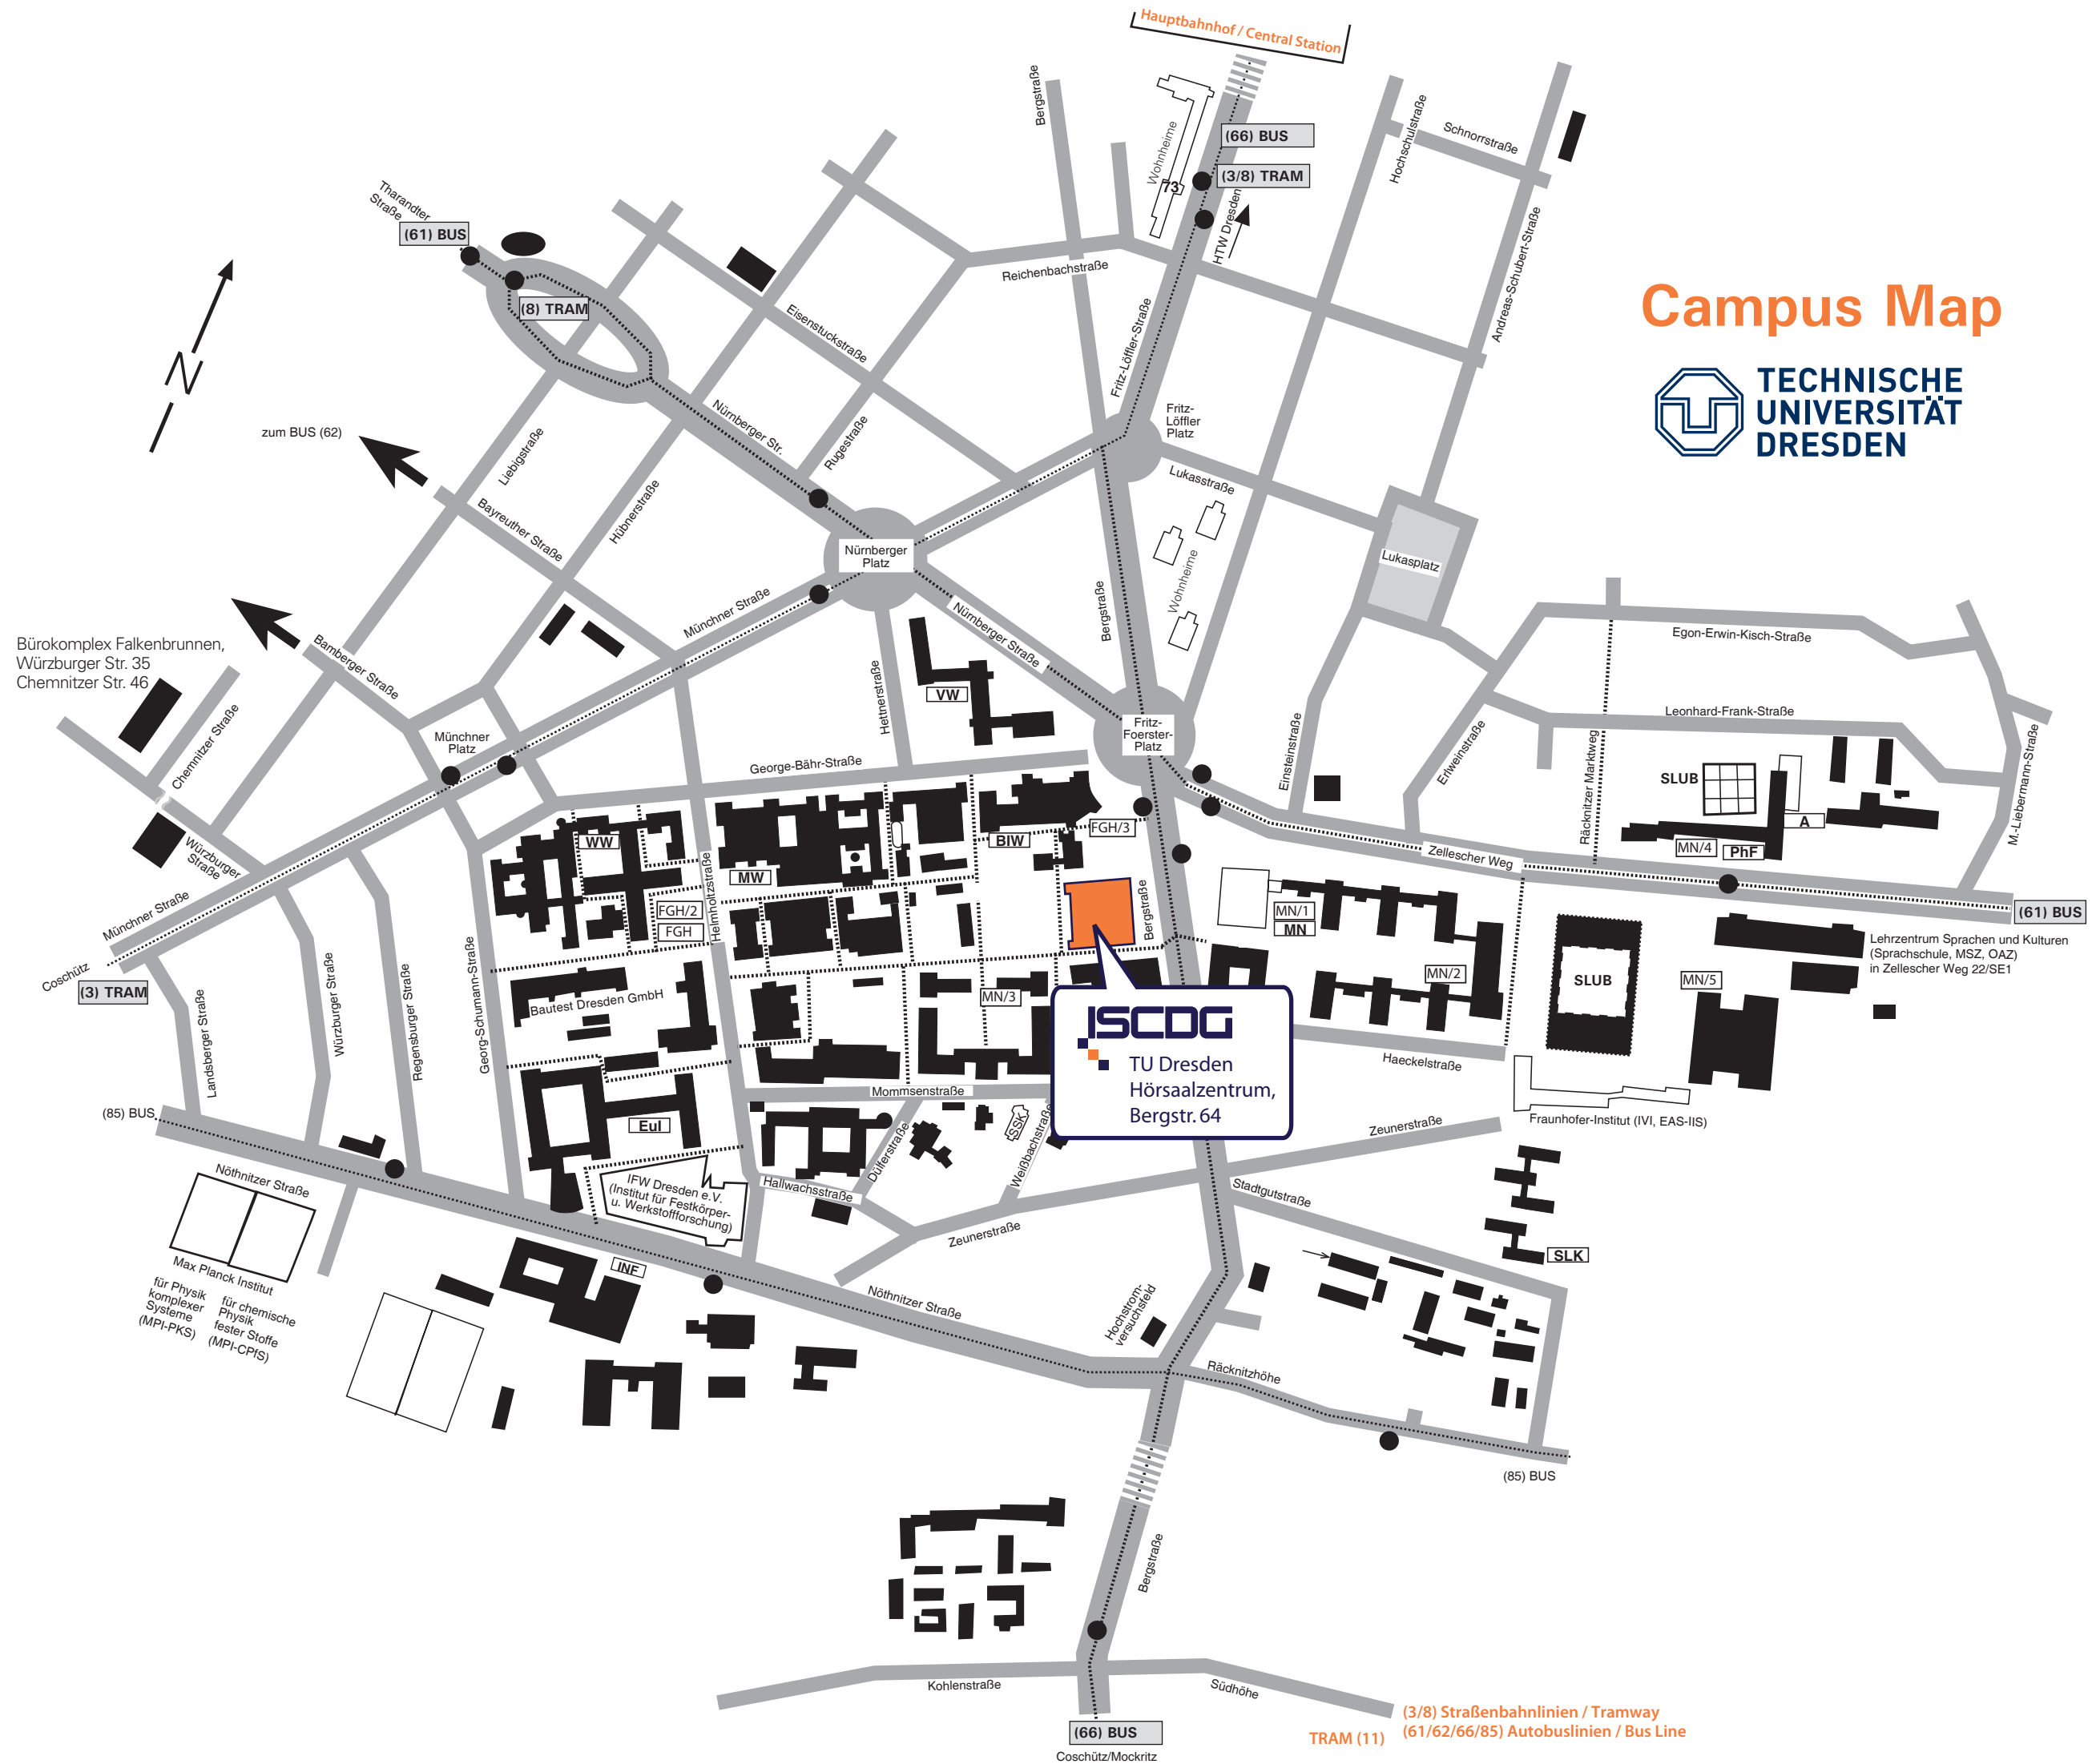 Hauptbahnhof / Central Station
Bergstraße
Wohnheime
73
(66) BUS
(3/8) TRAM
HTW Dresden
Hochschulstraße
Schnorrstraße
Andreas-Schubert-Straße
Tharandter
Straße
(61) BUS
(8) TRAM
Reichenbachstraße
Fritz-Löffler-Straße
Eisenstuckstraße
Campus Map
TECHNISCHE
UNIVERSITÄT
DRESDEN
N
zum BUS (62)
Liebigstraße
Nürnberger Str.
Rugestraße
Fritz-
Löffler
Platz
Lukasstraße
Hübnerstraße
Bayreuther Straße
Nürnberger
Platz
Lukasplatz
Wohnheime
Bergstraße
Münchner Straße
Nürnberger Straße
Egon-Erwin-Kisch-Straße
Bürokomplex Falkenbrunnen,
Würzburger Str. 35
Chemnitzer Str. 46
Bamberger Straße
Hettnerstraße
VW
Leonhard-Frank-Straße
Chemnitzer Straße
Münchner
Platz
Fritz-
Foerster-
Platz
Einsteinstraße
Erlweinstraße
Räcknitzer Marktweg
M.-Liebermann-Straße
George-Bähr-Straße
SLUB
A
WW
BIW
FGH/3
MN/4
PhF
Zellescher Weg
Würzburger
Straße
MW
Helmholtzstraße
FGH/2
FGH
Bergstraße
MN/1
MN
(61) BUS
Münchner Straße
Lehrzentrum Sprachen und Kulturen
(Sprachschule, MSZ, OAZ)
in Zellescher Weg 22/SE1
Coschütz
(3) TRAM
MN/2
SLUB
MN/5
Bautest Dresden GmbH
MN/3
Landsberger Straße
Würzburger Straße
Regensburger Straße
Georg-Schumann-Straße
ISCDG
TU Dresden
Hörsaalzentrum,
Bergstr. 64
Haeckelstraße
Mommsenstraße
(85) BUS
EuI
SSK
Dülferstraße
Weißbachstraße
Zeunerstraße
Fraunhofer-Institut (IVI, EAS-IIS)
Nöthnitzer Straße
IFW Dresden e.V.
(Institut für Festkörper-
u. Werkstoffforschung)
Hallwachsstraße
Stadtgutstraße
Zeunerstraße
SLK
Max Planck Institut
für Physik
komplexer
Systeme
(MPI-PKS)
für chemische
Physik
fester Stoffe
(MPI-CPfS)
INF
Nöthnitzer Straße
Hochstrom-
versuchsfeld
Räcknitzhöhe
(85) BUS
Bergstraße
Kohlenstraße
Südhöhe
(66) BUS
Coschütz/Mockritz
TRAM (11)
(3/8) Straßenbahnlinien / Tramway
(61/62/66/85) Autobuslinien / Bus Line